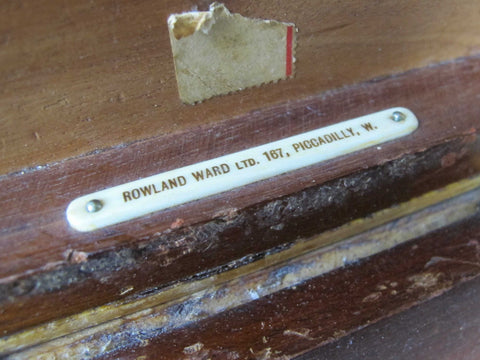 ROWLAND WARD LTD. 167, PICCADILLY, W.